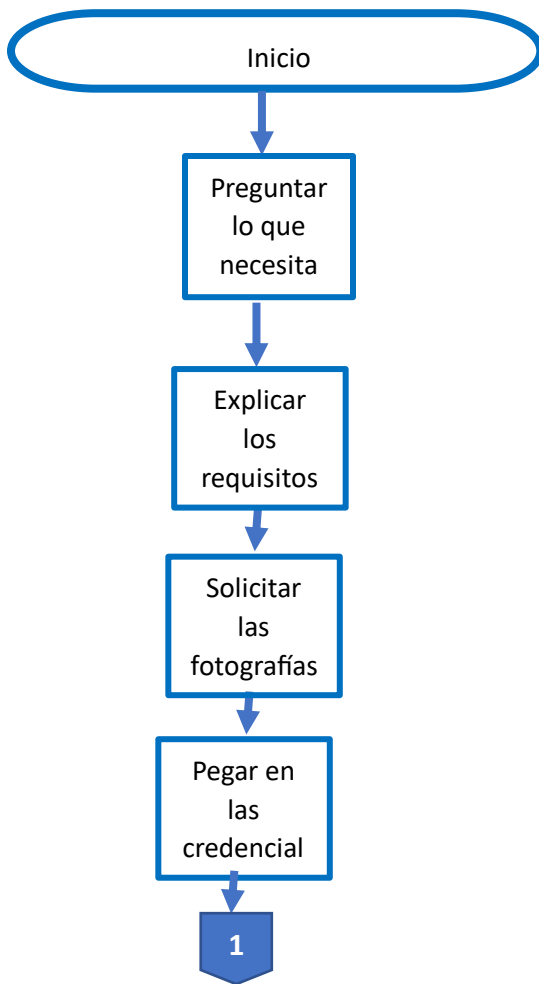 Inicio
Preguntar
lo que
necesita
Explicar
los
requisitos
Solicitar
las
fotografías
Pegar en
las
credencial
1